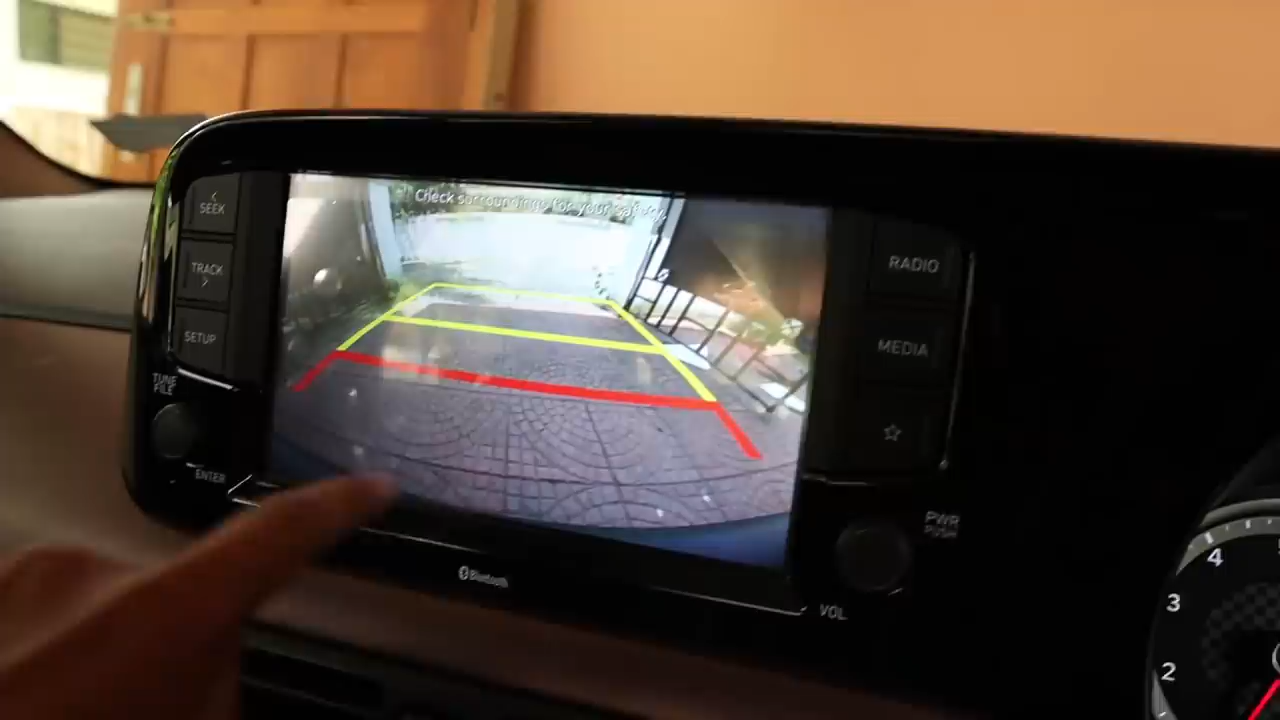 Check surroundings for your safety.
SEEK
TRACK
SETUP
TUNE
FILE
ENTER
RADIO
MEDIA
PWR
PUSH
VOL
Bluetooth
4
3
2